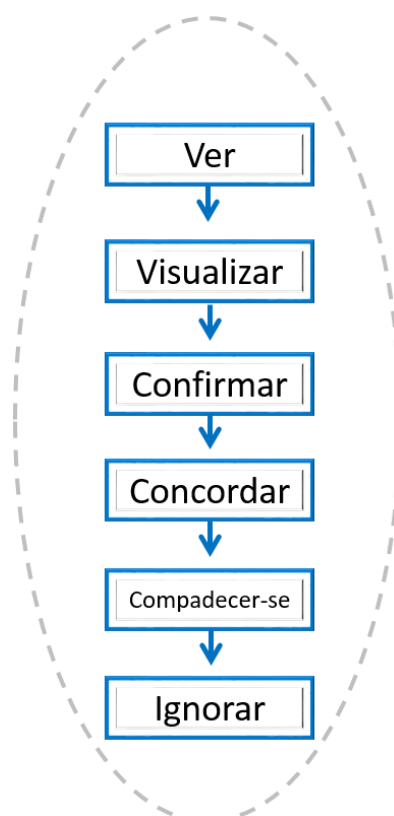 Ver
Visualizar
Confirmar
Concordar
Compadecer-se
Ignorar